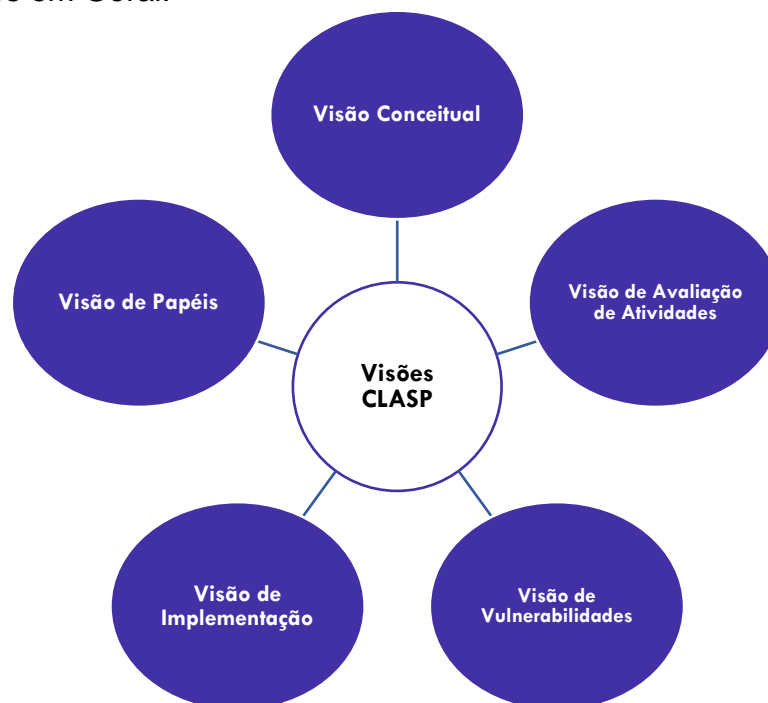 Visão Conceitual
Visão de Papéis
Visão de Avaliação
de Atividades
Visões
CLASP
Visão de
Implementação
Visão de
Vulnerabilidades